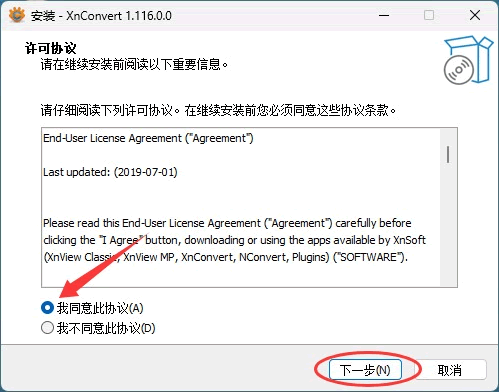 安装 - XnConvert 1.116.0.0
许可协议
请在继续安装前阅读以下重要信息。
请仔细阅读下列许可协议。在继续安装前您必须同意这些协议条款。
End-User License Agreement ("Agreement")
Last updated: (2019-07-01)
Please read this End-User License Agreement ("Agreement") carefully before
clicking the "I Agree" button, downloading or using the apps available by XnSoft
(XnView Classic, XnView MP, XnConvert, NConvert, Plugins) ("SOFTWARE").
我同意此协议(A)
我不同意此协议(D)
下一步(N)
取消